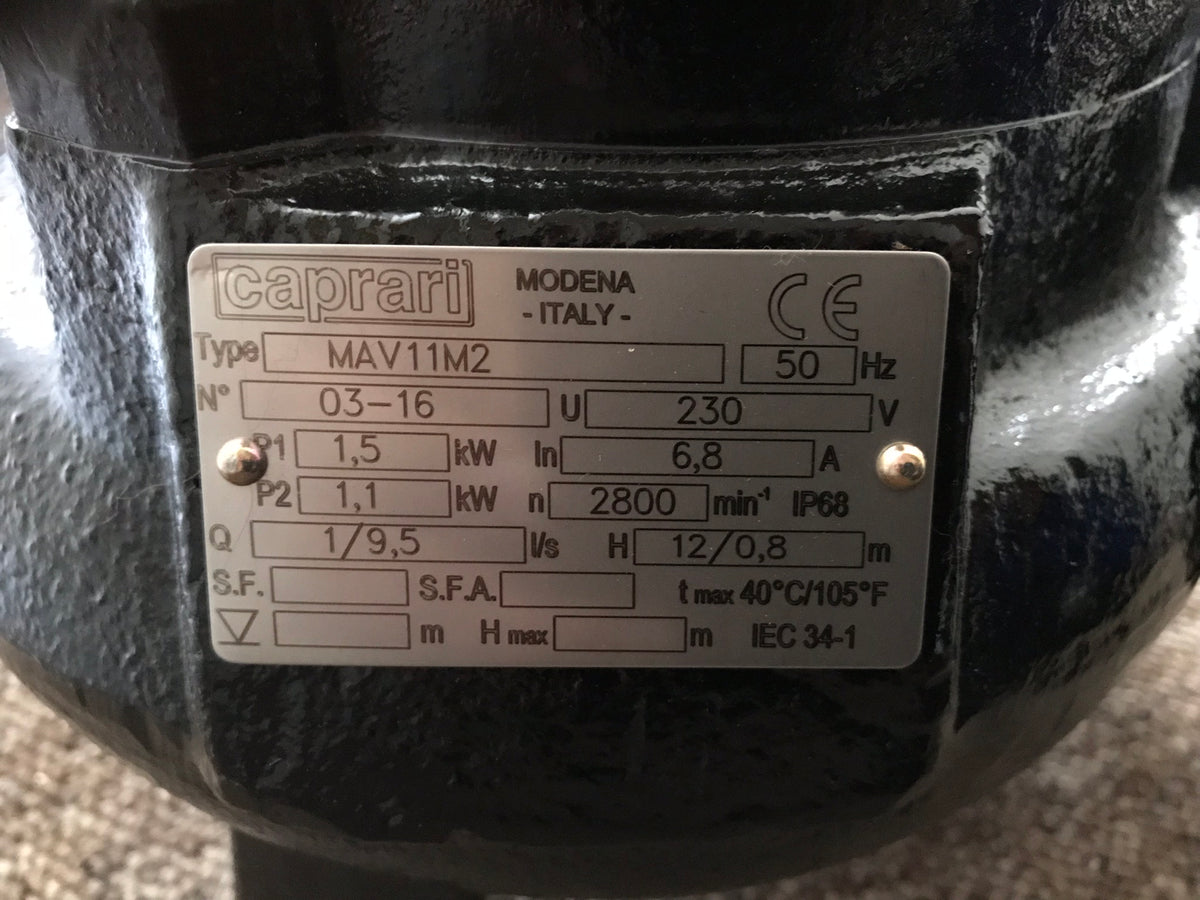 caprari MODENA CE
- ITALY -
Type MAV11M2 50 Hz
N° 03-16 U 230 V
P1 1,5 kW In 6,8 A
P2 1,1 kW n 2800 min⁻¹ IP68
Q 1/9,5 l/s H 12/0,8 m
S.F. S.F.A. t max 40°C/105°F
m H max m IEC 34-1